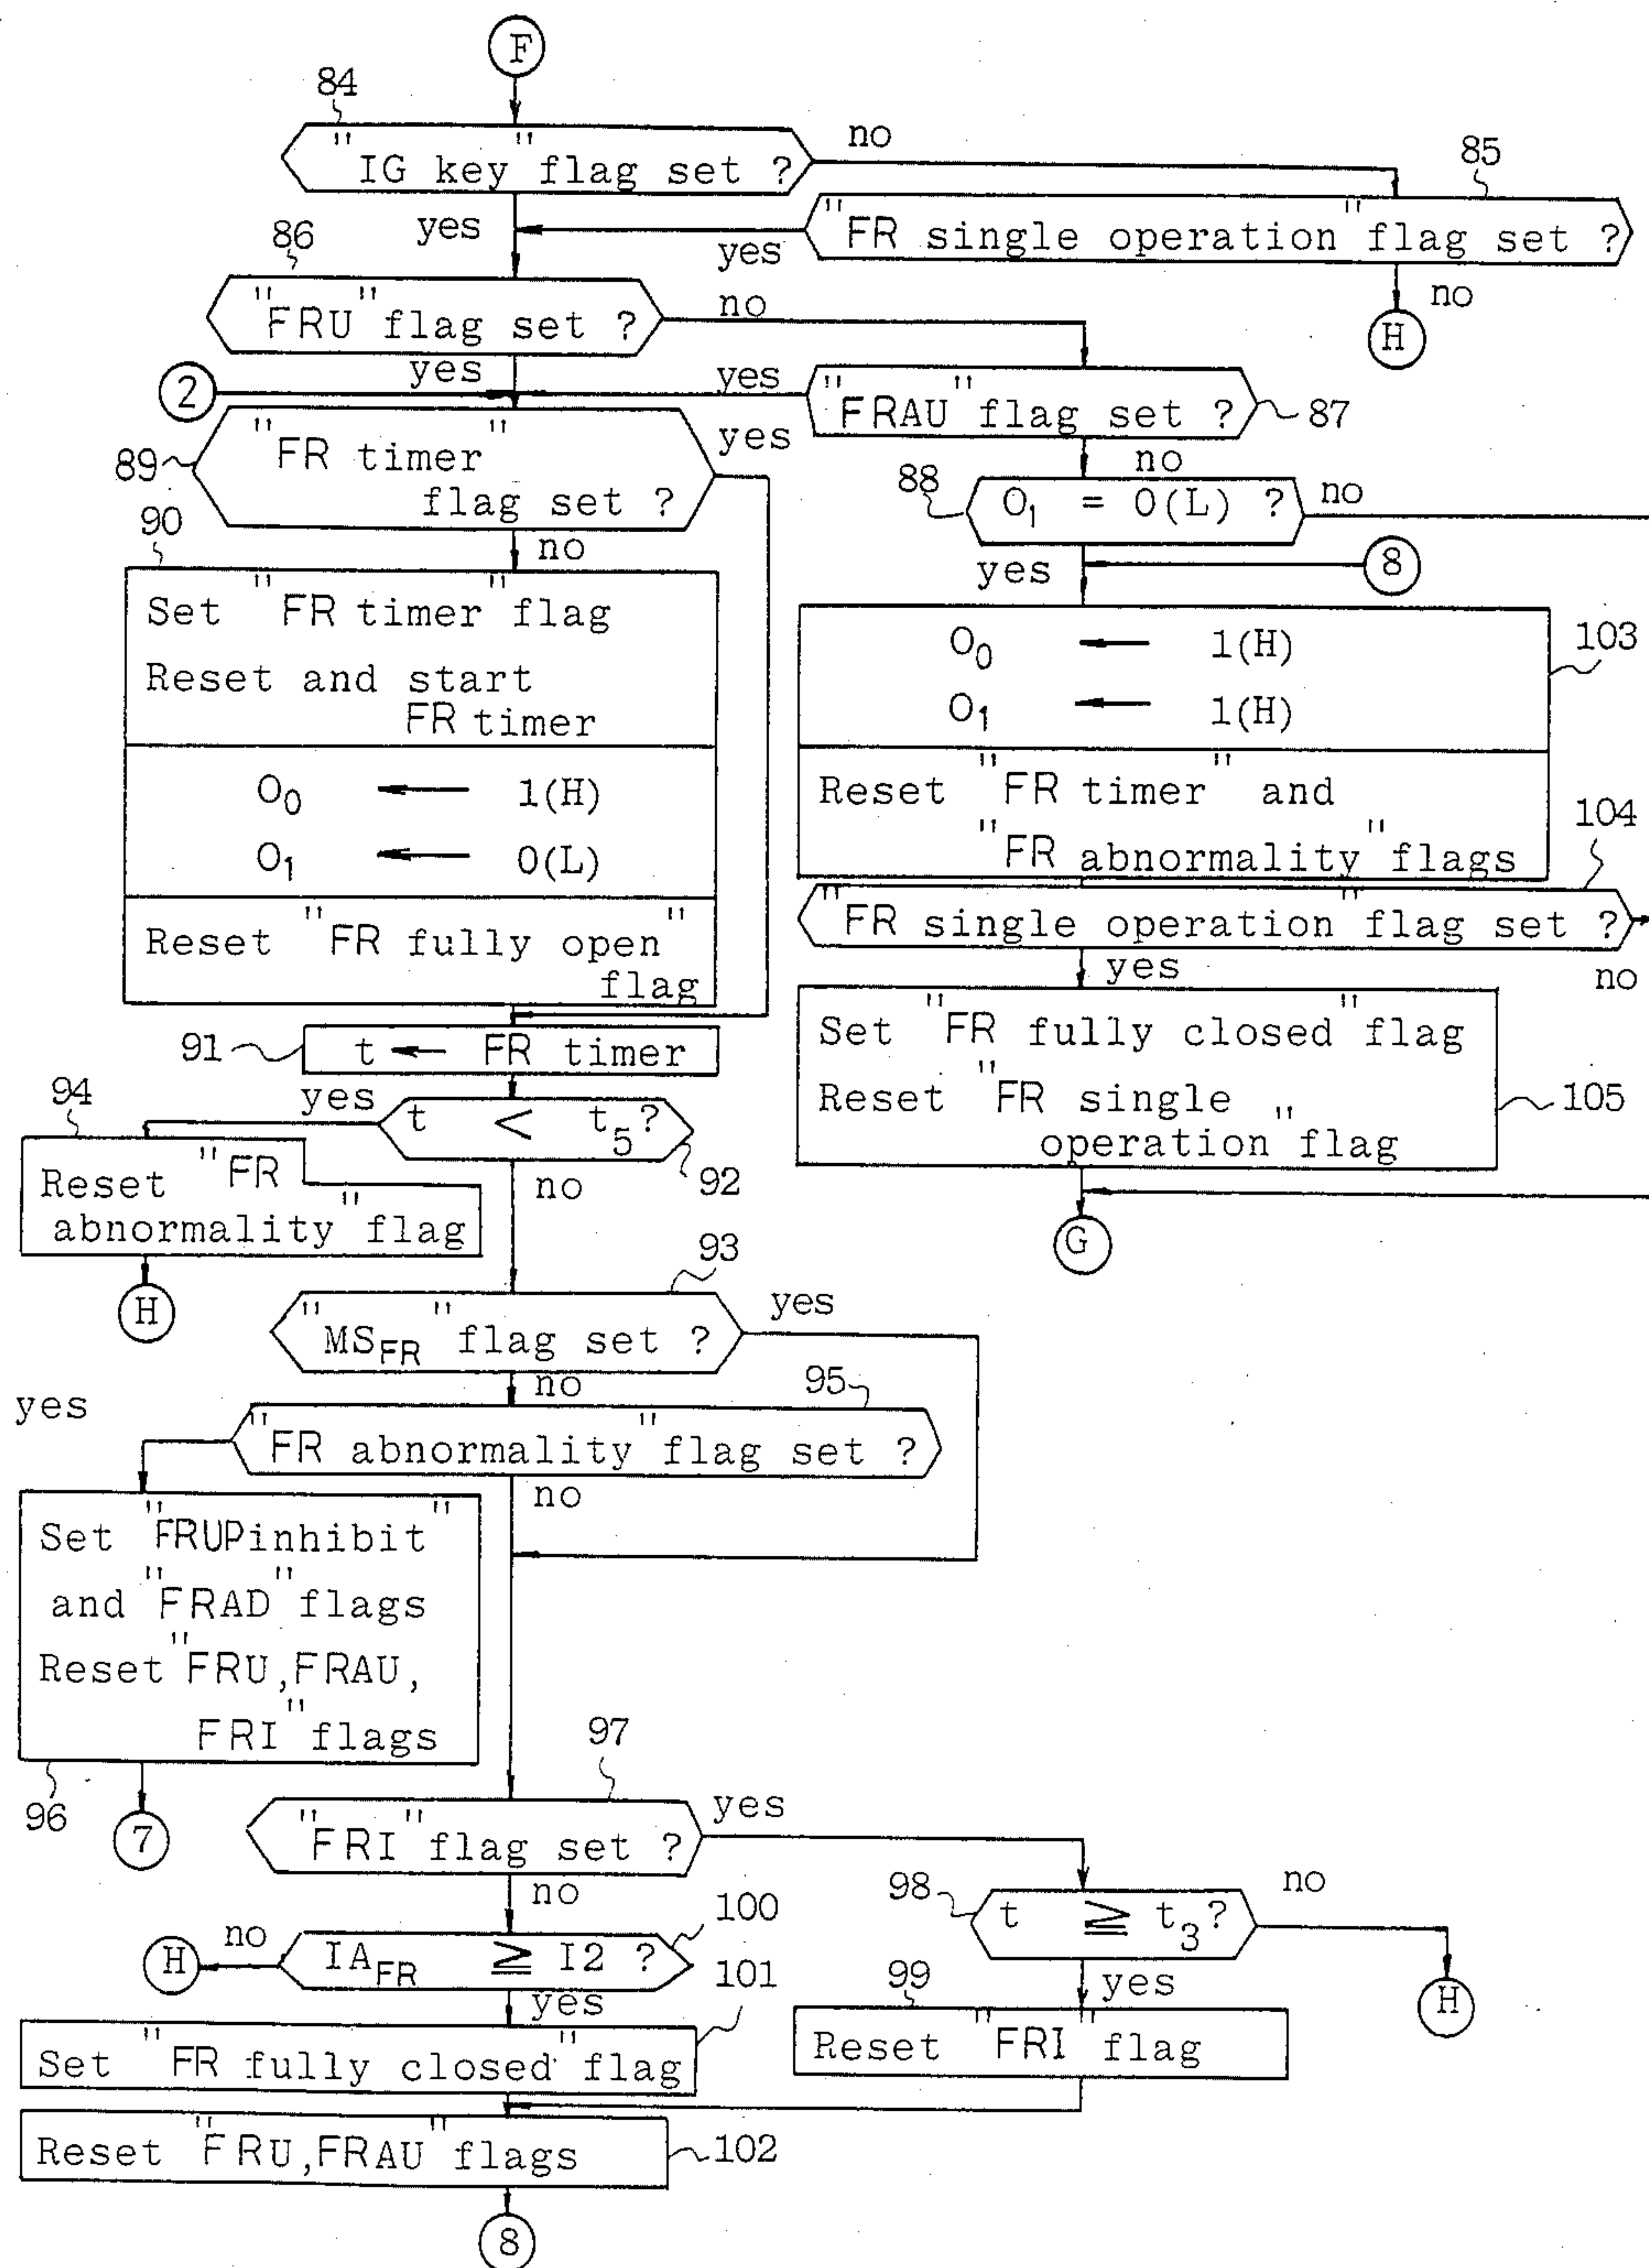 F
84
"IG key" flag set ?
no
85
"FR single operation" flag set ?
yes
yes
no
H
86
"FRU" flag set ?
no
yes
2
yes
"FRAU" flag set ?
87
no
89
"FR timer"
flag set ?
yes
no
88
O₁ = 0(L) ?
no
yes
8
90
Set "FR timer" flag
Reset and start
FR timer
O₀ ← 1(H)
O₁ ← 0(L)
Reset "FR fully open"
flag
103
O₀ ← 1(H)
O₁ ← 1(H)
Reset "FR timer" and
"FR abnormality" flags
104
"FR single operation" flag set ?
yes
no
Set "FR fully closed" flag
Reset "FR single
operation" flag
105
G
91
t ← FR timer
t < t₅?
92
yes
no
94
Reset "FR
abnormality" flag
H
93
"MS_FR" flag set ?
yes
no
95
"FR abnormality" flag set ?
yes
no
Set "FRUPinhibit"
and "FRAD" flags
Reset "FRU,FRAU,
FRI" flags
96
7
97
"FRI" flag set ?
yes
no
98
t ≧ t₃?
no
H
yes
99
Reset "FRI" flag
100
IA_FR ≧ I2 ?
no
H
yes
101
Set "FR fully closed" flag
Reset "FRU,FRAU" flags
102
8